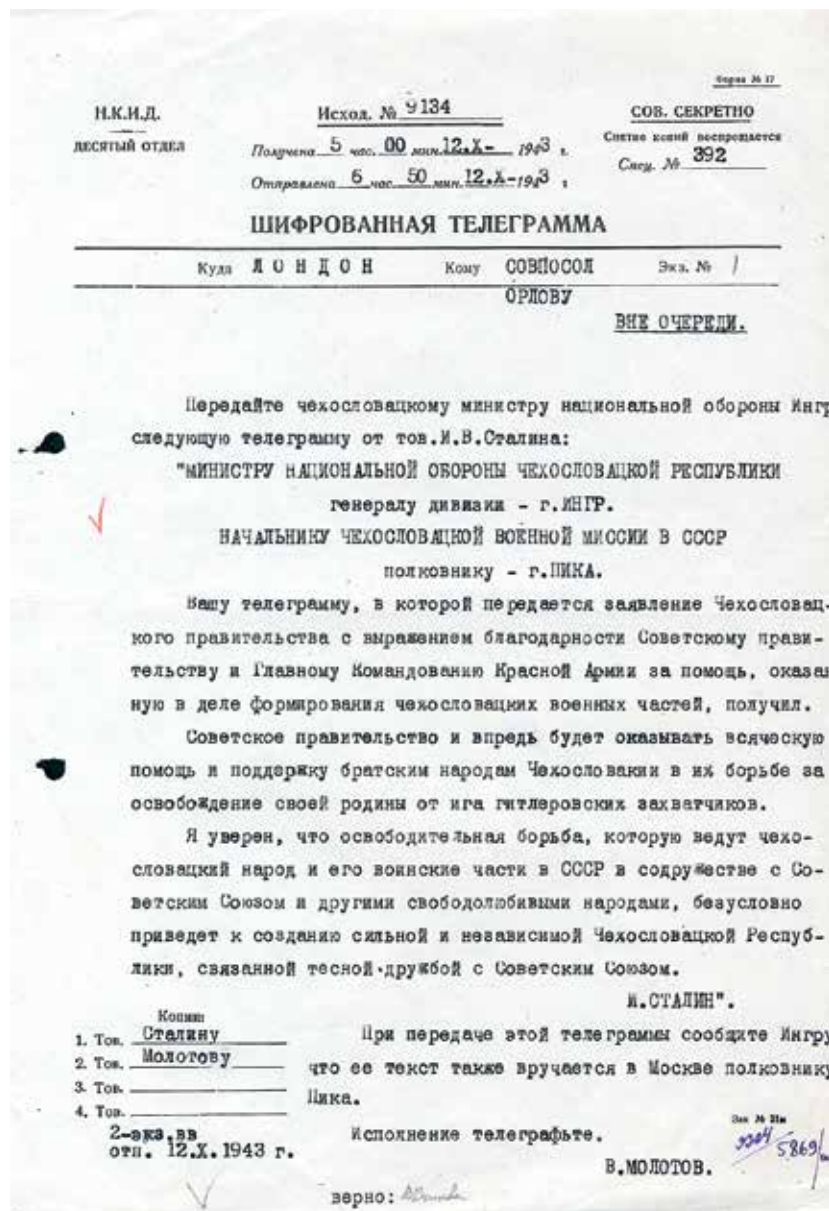 Форма № 17
Н.К.И.Д.
десятый отдел
Исход. № 9134
Получена 5 час. 00 мин. 12.X- 1943 г.
Отправлена 6 час 50 мин. 12.X-1943 г
СОВ. СЕКРЕТНО
Снятие копий воспрещается
Спец. № 392
ШИФРОВАННАЯ ТЕЛЕГРАММА
Куда ЛОНДОН Кому СОВПОСОЛ Экз. № 1
ОРЛОВУ
ВНЕ ОЧЕРЕДИ.
Передайте чехословацкому министру национальной обороны Ингр
следующую телеграмму от тов.И.В.Сталина:
"МИНИСТРУ НАЦИОНАЛЬНОЙ ОБОРОНЫ ЧЕХОСЛОВАЦКОЙ РЕСПУБЛИКИ
генералу дивизии - г.ИНГР.
НАЧАЛЬНИКУ ЧЕХОСЛОВАЦКОЙ ВОЕННОЙ МИССИИ В СССР
полковнику - г.ПИКА.
Вашу телеграмму, в которой передается заявление Чехословац-
кого правительства с выражением благодарности Советскому прави-
тельству и Главному Командованию Красной Армии за помощь, оказан
ную в деле формирования чехословацких военных частей, получил.
Советское правительство и впредь будет оказывать всяческую
помощь и поддержку братским народам Чехословакии в их борьбе за
освобождение своей родины от ига гитлеровских захватчиков.
Я уверен, что освободительная борьба, которую ведут чехо-
словацкий народ и его воинские части в СССР в содружестве с Со-
ветским Союзом и другими свободолюбивыми народами, безусловно
приведет к созданию сильной и независимой Чехословацкой Респуб-
лики, связанной тесной дружбой с Советским Союзом.
И.СТАЛИН".
При передаче этой телеграммы сообщите Ингру
что ее текст также вручается в Москве полковнику
Пика.
Копии:
1. Тов. Сталину
2. Тов. Молотову
3. Тов.
4. Тов.
2-экз.вв
отп. 12.X.1943 г.
Исполнение телеграфьте.
В.МОЛОТОВ.
Зак № 31м
5869
верно: